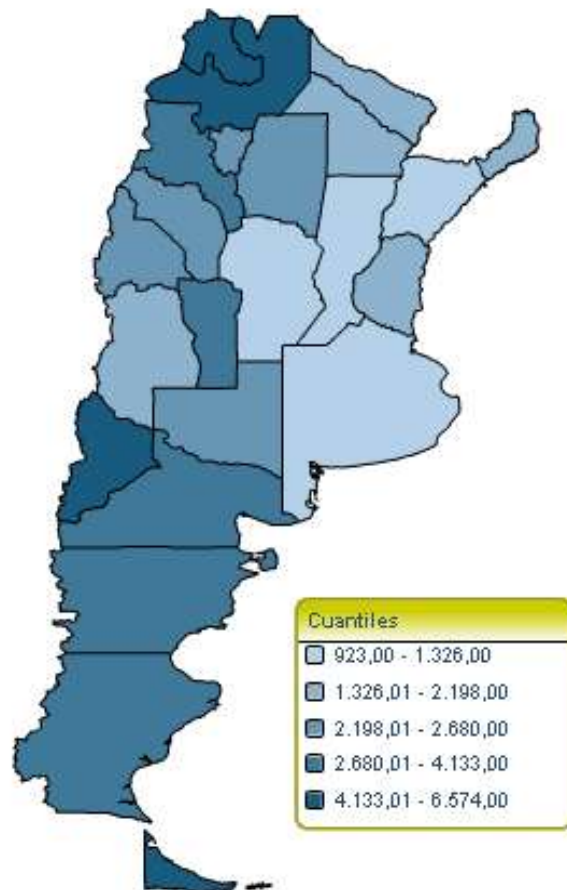 Cuantiles
923,00 - 1.326,00
1.326,01 - 2.198,00
2.198,01 - 2.680,00
2.680,01 - 4.133,00
4.133,01 - 6.574,00